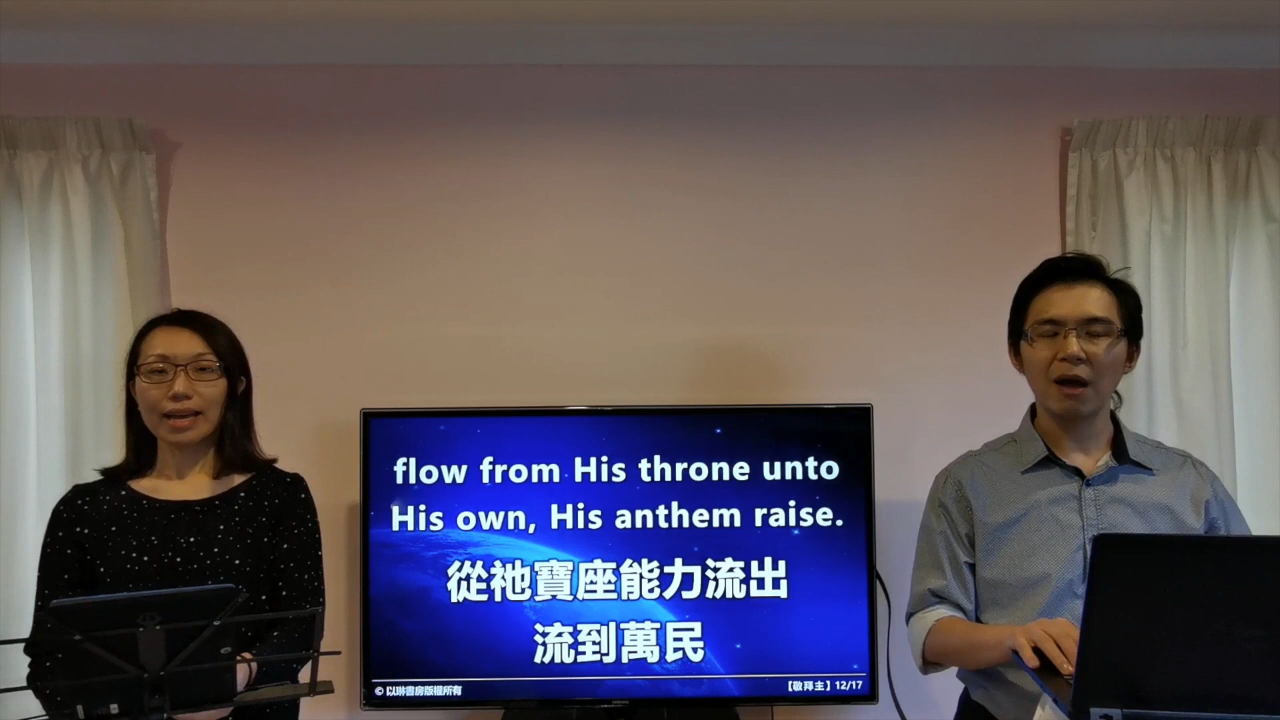 flow from His throne unto
His own, His anthem raise.
從祂寶座能力流出
流到萬民
© 以琳書房版權所有
【敬拜主】12/17